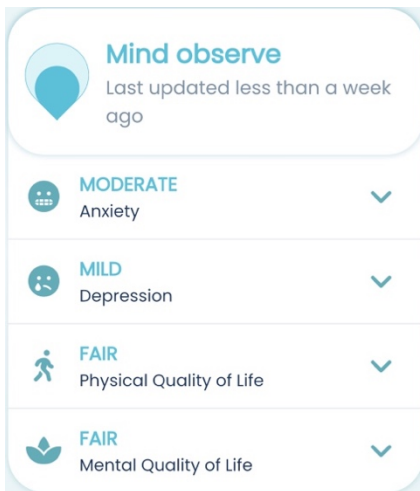 Mind observe
Last updated less than a week
ago
MODERATE
Anxiety
MILD
Depression
FAIR
Physical Quality of Life
FAIR
Mental Quality of Life